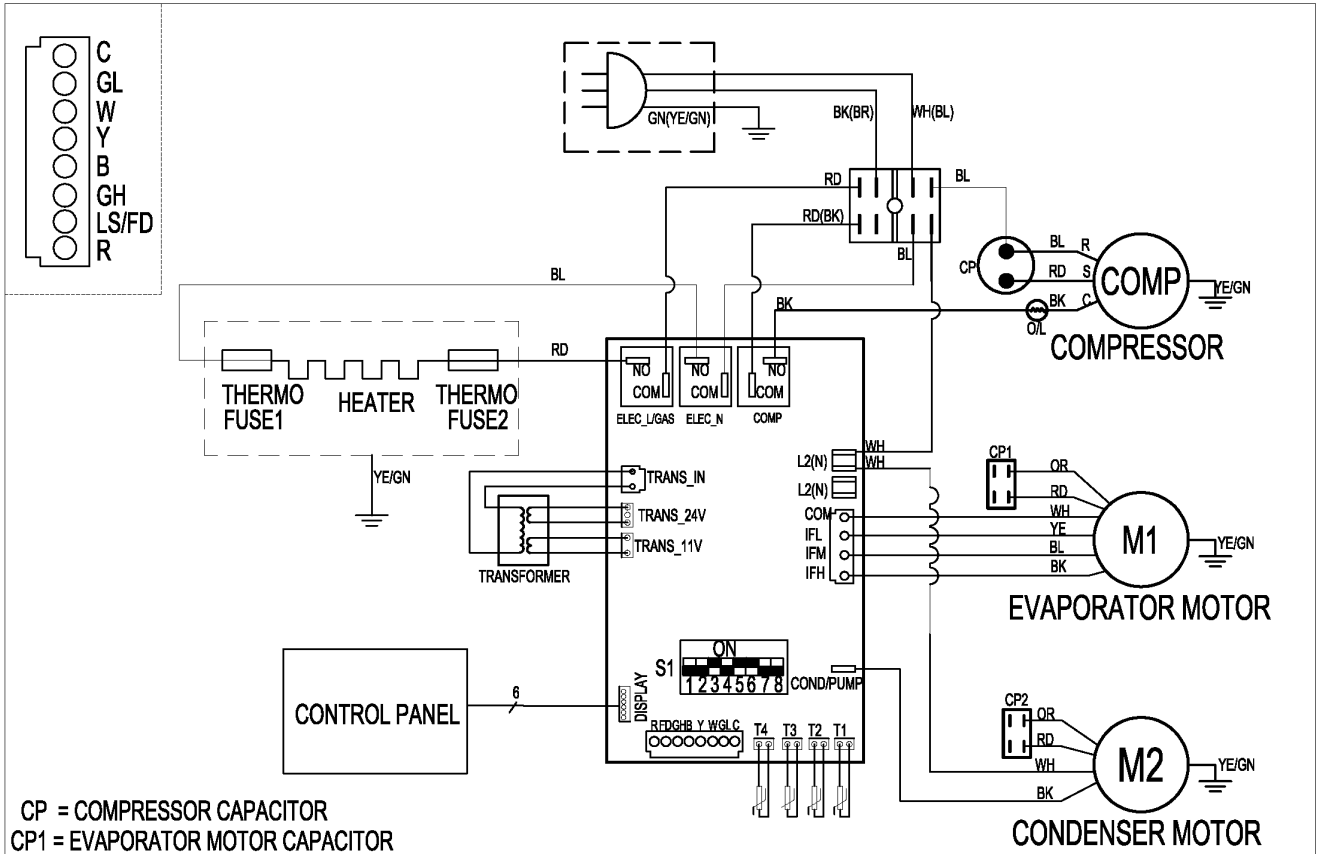 C
GL
W
Y
B
GH
LS/FD
R
GN(YE/GN)
BK(BR)
WH(BL)
RD
BL
RD(BK)
BL
CP
BL R
RD S
BK C
O/L
COMP
YE/GN
COMPRESSOR
BL
BK
THERMO
FUSE1
HEATER
THERMO
FUSE2
RD
YE/GN
NO
COM
ELEC_L/GAS
NO
COM
ELEC_N
NO
COM
COMP
TRANS_IN
TRANS_24V
TRANS_11V
TRANSFORMER
L2(N)
WH
WH
L2(N)
COM
IFL
IFM
IFH
CP1
OR
RD
WH
YE
BL
BK
M1
YE/GN
EVAPORATOR MOTOR
S1
ON
12345678
COND/PUMP
CONTROL PANEL
6
DISPLAY
RFDGHB Y WGLC
T4
T3
T2
T1
CP2
OR
RD
WH
BK
M2
YE/GN
CONDENSER MOTOR
CP = COMPRESSOR CAPACITOR
CP1 = EVAPORATOR MOTOR CAPACITOR